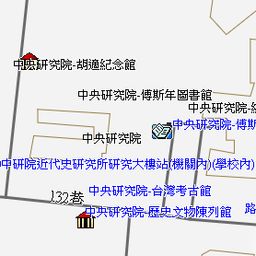 中央研究院-胡適紀念館
中央研究院-傅斯年圖書館
中央研究院-
中央研究院-傅斯
中央研究院
中研院近代史研究所研究大樓站(機關內)(學校內)
中央研究院-台灣考古館
132巷
中央研究院-歷史文物陳列館
路